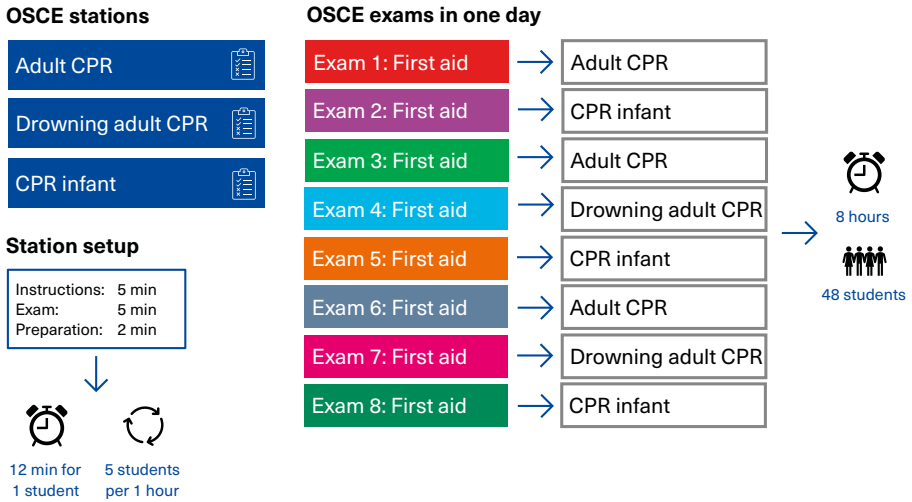 OSCE stations
Adult CPR
Drowning adult CPR
CPR infant
Station setup
Instructions: 5 min
Exam: 5 min
Preparation: 2 min
12 min for
1 student
5 students
per 1 hour
OSCE exams in one day
Exam 1: First aid
Adult CPR
Exam 2: First aid
CPR infant
Exam 3: First aid
Adult CPR
Exam 4: First aid
Drowning adult CPR
Exam 5: First aid
CPR infant
Exam 6: First aid
Adult CPR
Exam 7: First aid
Drowning adult CPR
Exam 8: First aid
CPR infant
8 hours
48 students